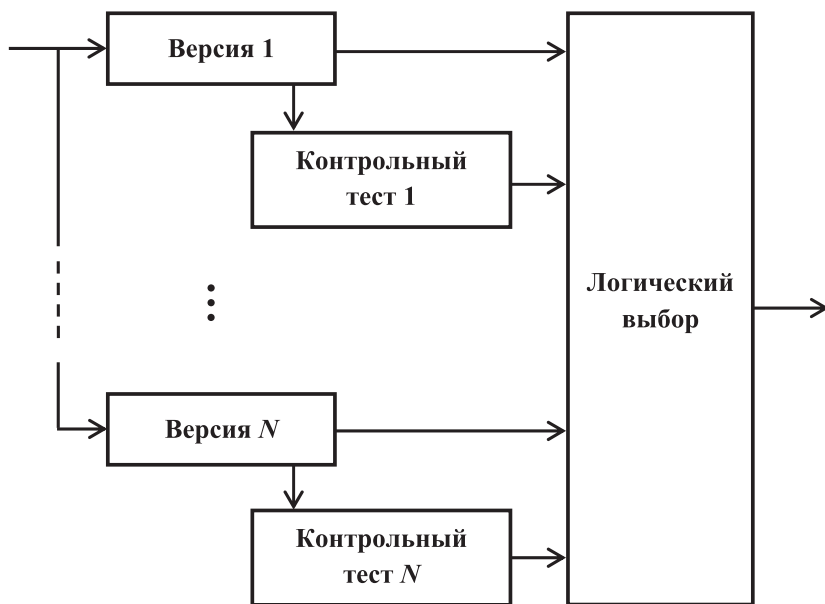 Версия 1
Контрольный
тест 1
Логический
выбор
Версия N
Контрольный
тест N